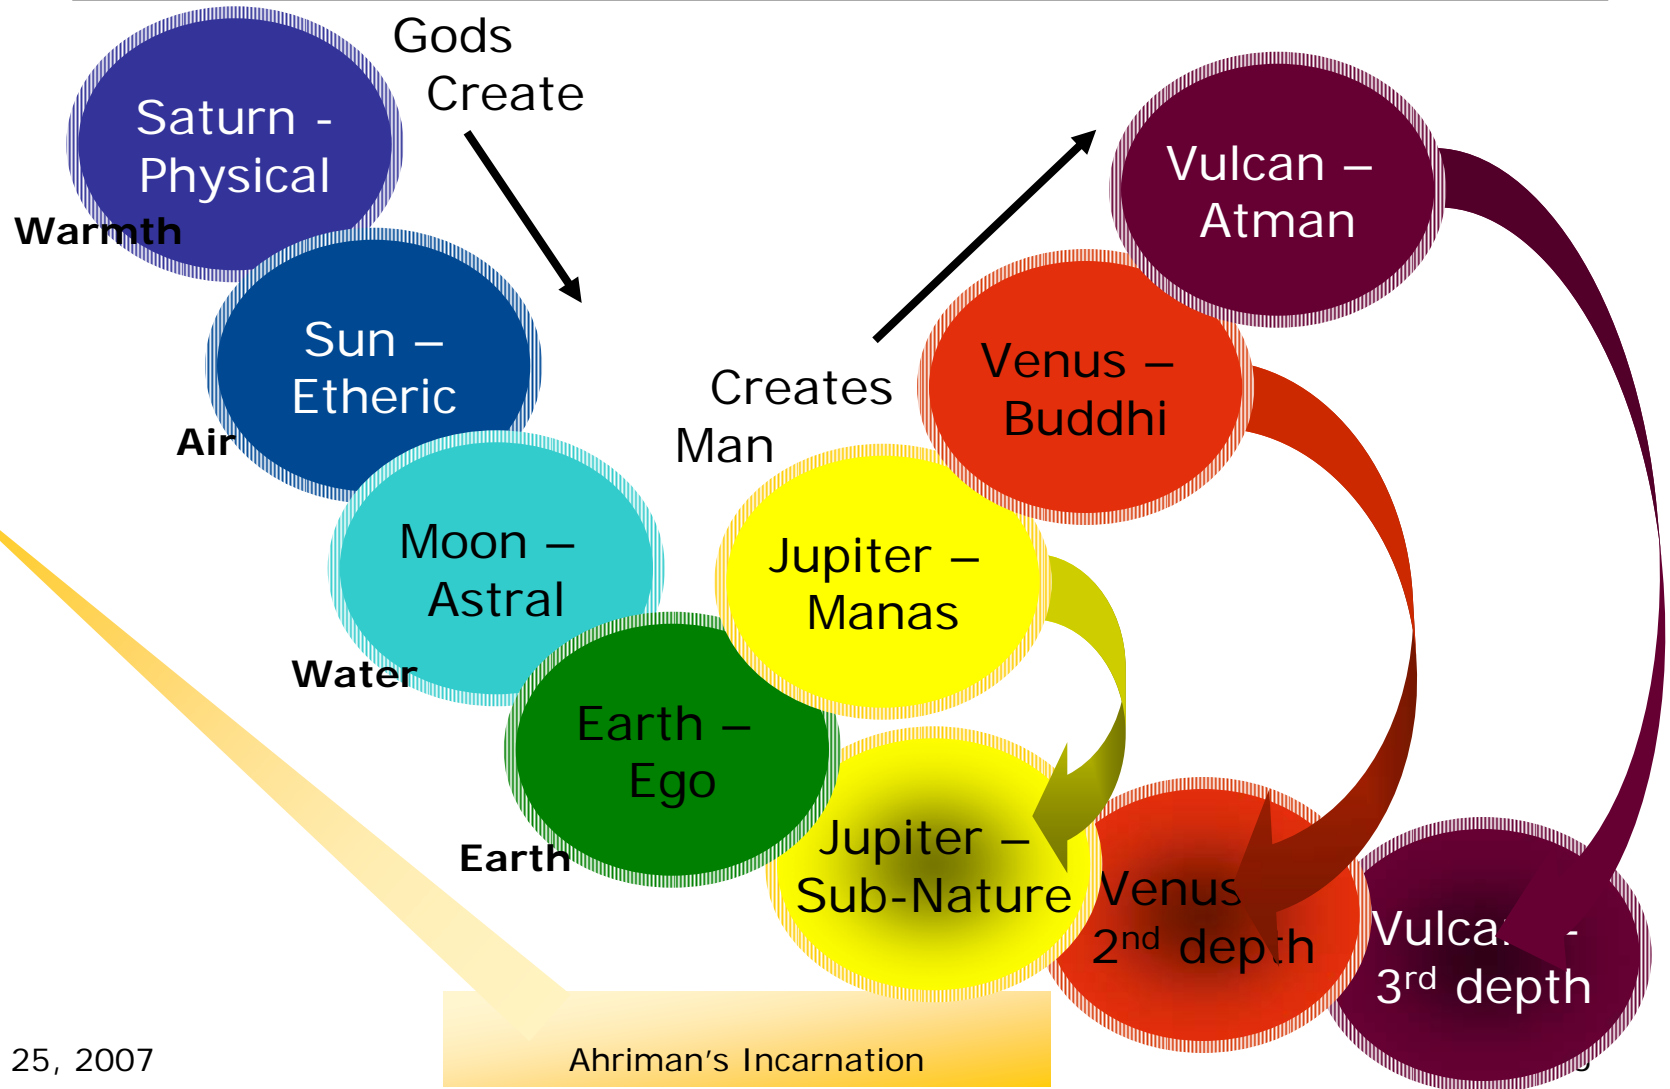 Gods
Create
Saturn -
Physical
Warmth
Sun –
Etheric
Air
Moon –
Astral
Water
Earth –
Ego
Earth
Creates
Man
Jupiter –
Manas
Venus –
Buddhi
Vulcan –
Atman
Jupiter –
Sub-Nature
Venus
2nd depth
Vulcan -
3rd depth
25, 2007
Ahriman’s Incarnation